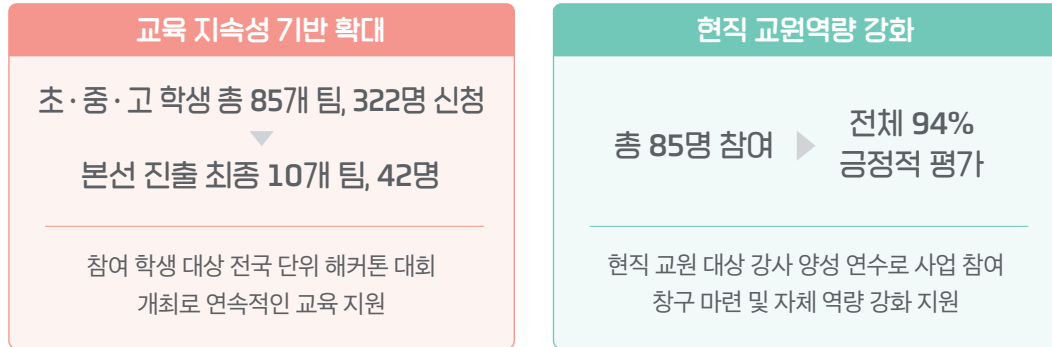 교육 지속성 기반 확대
초·중·고 학생 총 85개 팀, 322명 신청
본선 진출 최종 10개 팀, 42명
참여 학생 대상 전국 단위 해커톤 대회
개최로 연속적인 교육 지원
현직 교원역량 강화
총 85명 참여
전체 94%
긍정적 평가
현직 교원 대상 강사 양성 연수로 사업 참여
창구 마련 및 자체 역량 강화 지원